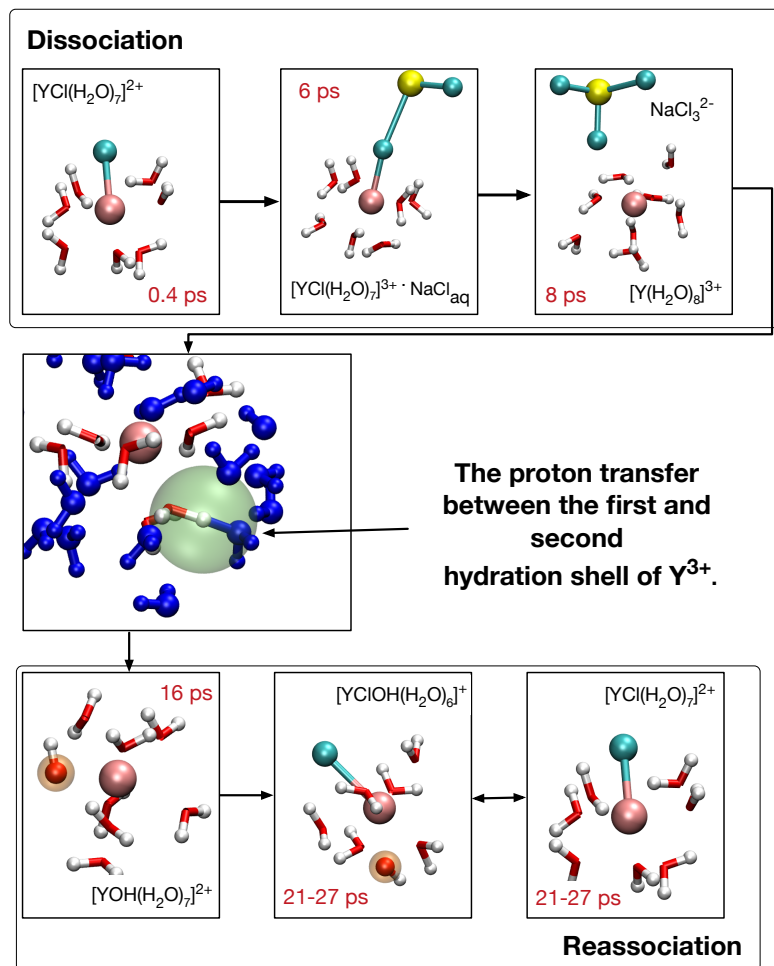 Dissociation
[YCl(H₂O)₇]²⁺
0.4 ps
6 ps
[YCl(H₂O)₇]³⁺ · NaCl_aq
NaCl₃²⁻
8 ps
[Y(H₂O)₈]³⁺
The proton transfer
between the first and
second
hydration shell of Y³⁺.
16 ps
[YOH(H₂O)₇]²⁺
[YClOH(H₂O)₆]⁺
21-27 ps
[YCl(H₂O)₇]²⁺
21-27 ps
Reassociation